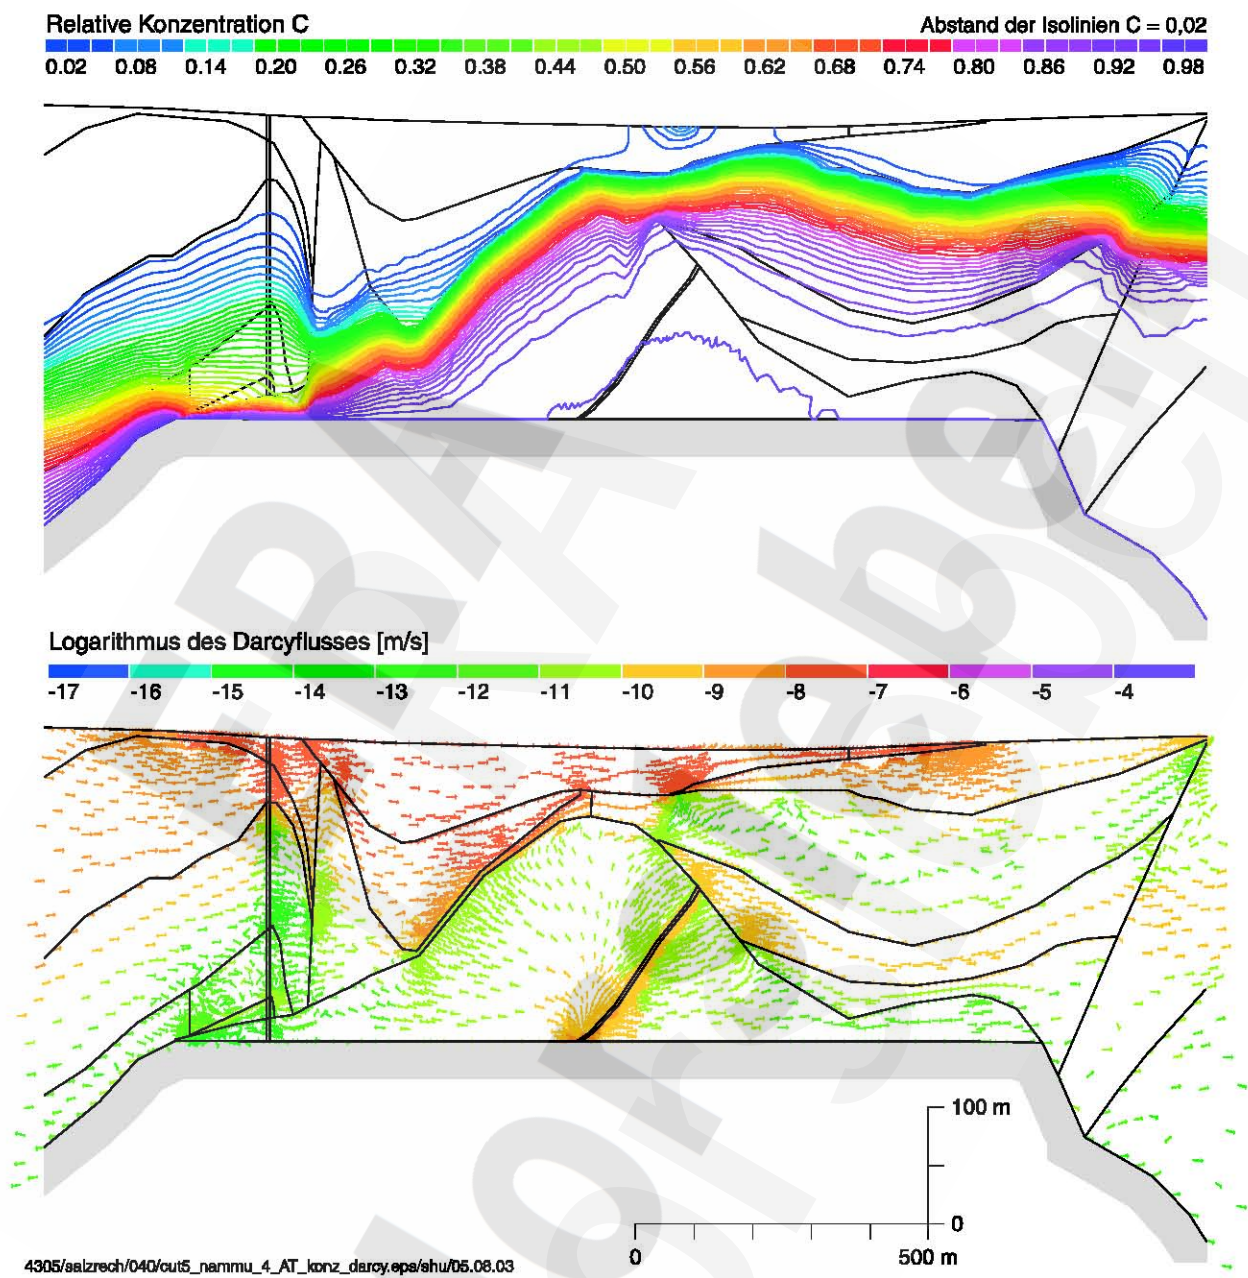 Relative Konzentration C
Abstand der Isolinien C = 0,02
0.02 0.08 0.14 0.20 0.26 0.32 0.38 0.44 0.50 0.56 0.62 0.68 0.74 0.80 0.86 0.92 0.98
Logarithmus des Darcyflusses [m/s]
-17 -16 -15 -14 -13 -12 -11 -10 -9 -8 -7 -6 -5 -4
100 m
0
0 500 m
4305/salzrech/040/cut5_nammu_4_AT_konz_darcy.eps/shu/05.08.03